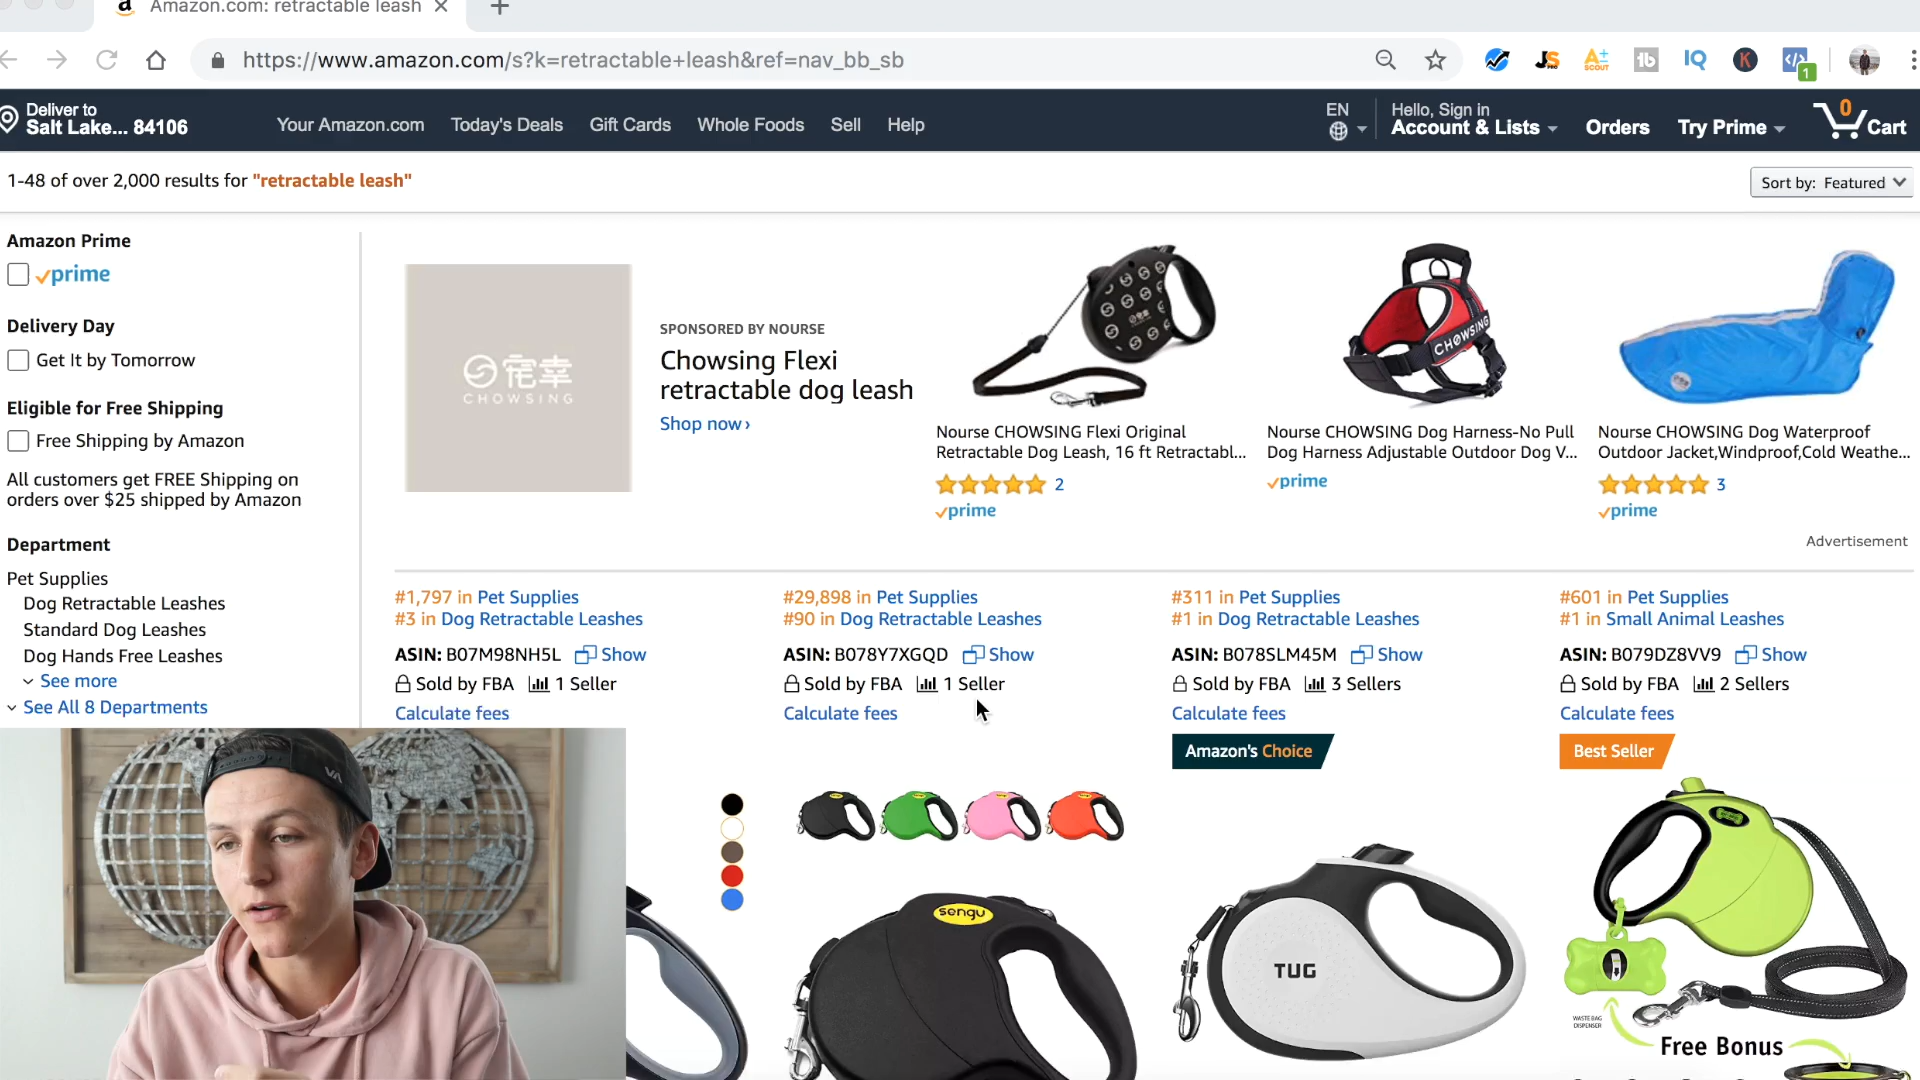 Amazon.com: retractable leash
https://www.amazon.com/s?k=retractable+leash&ref=nav_bb_sb
JS
PRO
A±
SCOUT
tb
IQ
K
</>
1
Deliver to
Salt Lake... 84106
Your Amazon.com
Today's Deals
Gift Cards
Whole Foods
Sell
Help
EN
Hello, Sign in
Account & Lists
Orders
Try Prime
0
Cart
1-48 of over 2,000 results for "retractable leash"
Sort by: Featured
Amazon Prime
prime
Delivery Day
Get It by Tomorrow
Eligible for Free Shipping
Free Shipping by Amazon
All customers get FREE Shipping on
orders over $25 shipped by Amazon
Department
Pet Supplies
Dog Retractable Leashes
Standard Dog Leashes
Dog Hands Free Leashes
See more
See All 8 Departments
宠幸
CHOWSING
SPONSORED BY NOURSE
Chowsing Flexi
retractable dog leash
Shop now ›
CHOWSING
Nourse CHOWSING Flexi Original
Retractable Dog Leash, 16 ft Retractabl...
2
prime
Nourse CHOWSING Dog Harness-No Pull
Dog Harness Adjustable Outdoor Dog V...
prime
Nourse CHOWSING Dog Waterproof
Outdoor Jacket,Windproof,Cold Weathe...
3
prime
Advertisement
#1,797 in Pet Supplies
#3 in Dog Retractable Leashes
ASIN: B07M98NH5L Show
Sold by FBA 1 Seller
Calculate fees
#29,898 in Pet Supplies
#90 in Dog Retractable Leashes
ASIN: B078Y7XGQD Show
Sold by FBA 1 Seller
Calculate fees
sengu
#311 in Pet Supplies
#1 in Dog Retractable Leashes
ASIN: B078SLM45M Show
Sold by FBA 3 Sellers
Calculate fees
Amazon's Choice
TUG
#601 in Pet Supplies
#1 in Small Animal Leashes
ASIN: B079DZ8VV9 Show
Sold by FBA 2 Sellers
Calculate fees
Best Seller
WASTE BAG
DISPENSER
Free Bonus